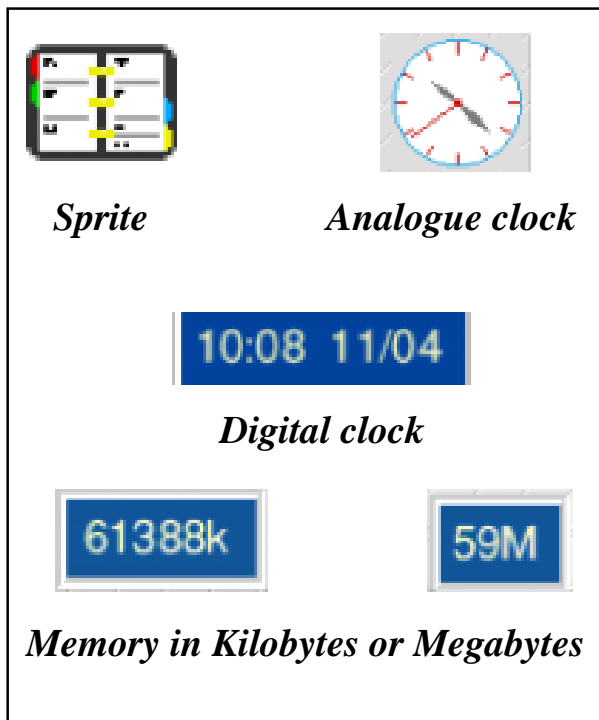 Sprite
Analogue clock
10:08 11/04
Digital clock
61388k
59M
Memory in Kilobytes or Megabytes